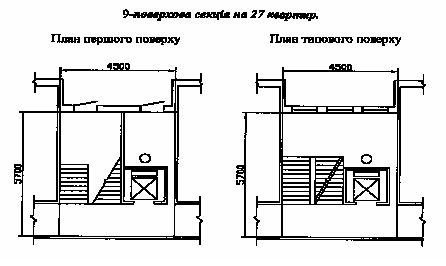 9-поверхова секція на 27 квартир.
План першого поверху
План типового поверху
4500
4500
5700
5700